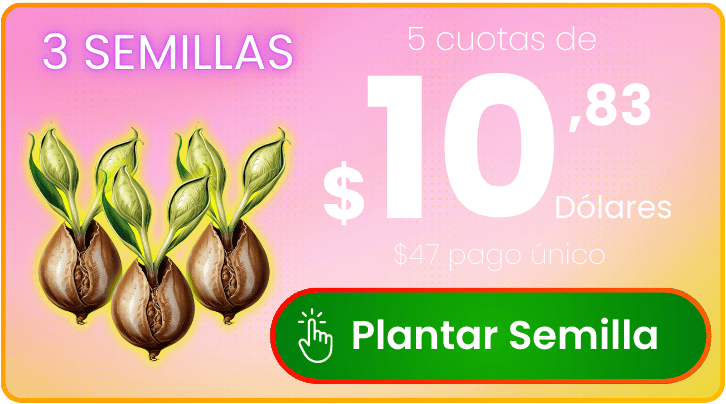 3 SEMILLAS
5 cuotas de
$10,83
Dólares
$47 pago único
Plantar Semilla